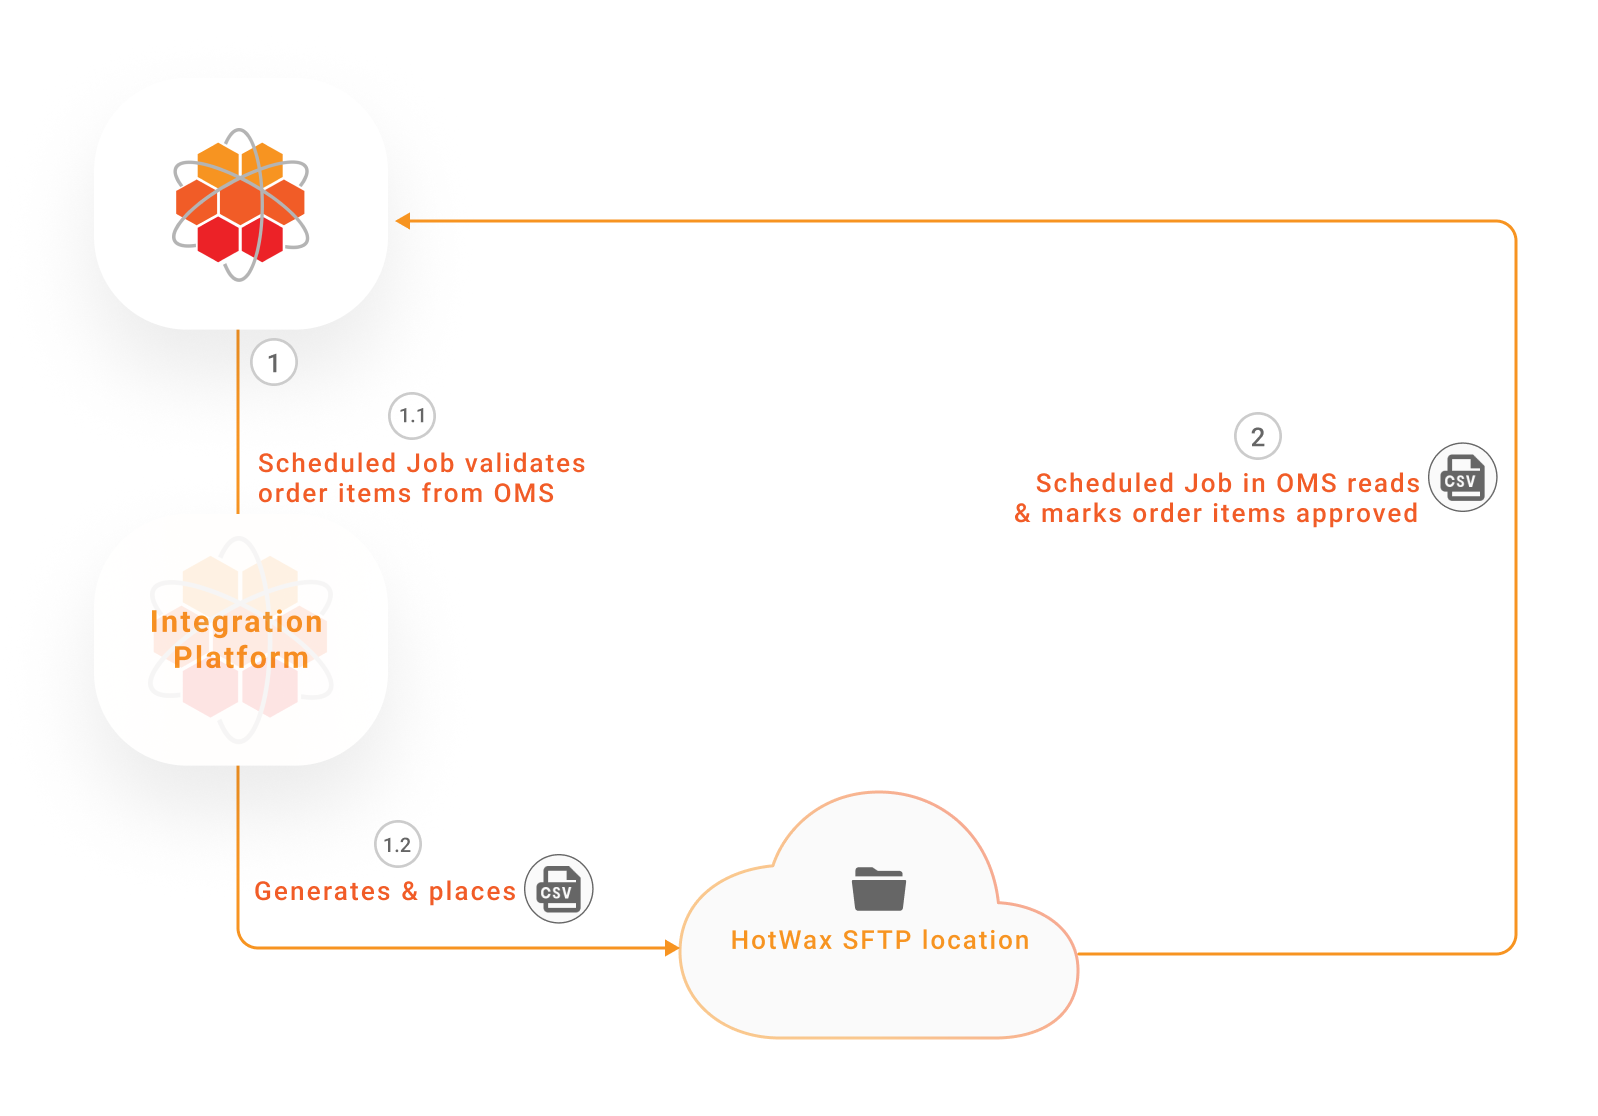 1
1.1
Scheduled Job validates
order items from OMS
2
Scheduled Job in OMS reads
& marks order items approved
CSV
Integration
Platform
1.2
Generates & places
CSV
HotWax SFTP location